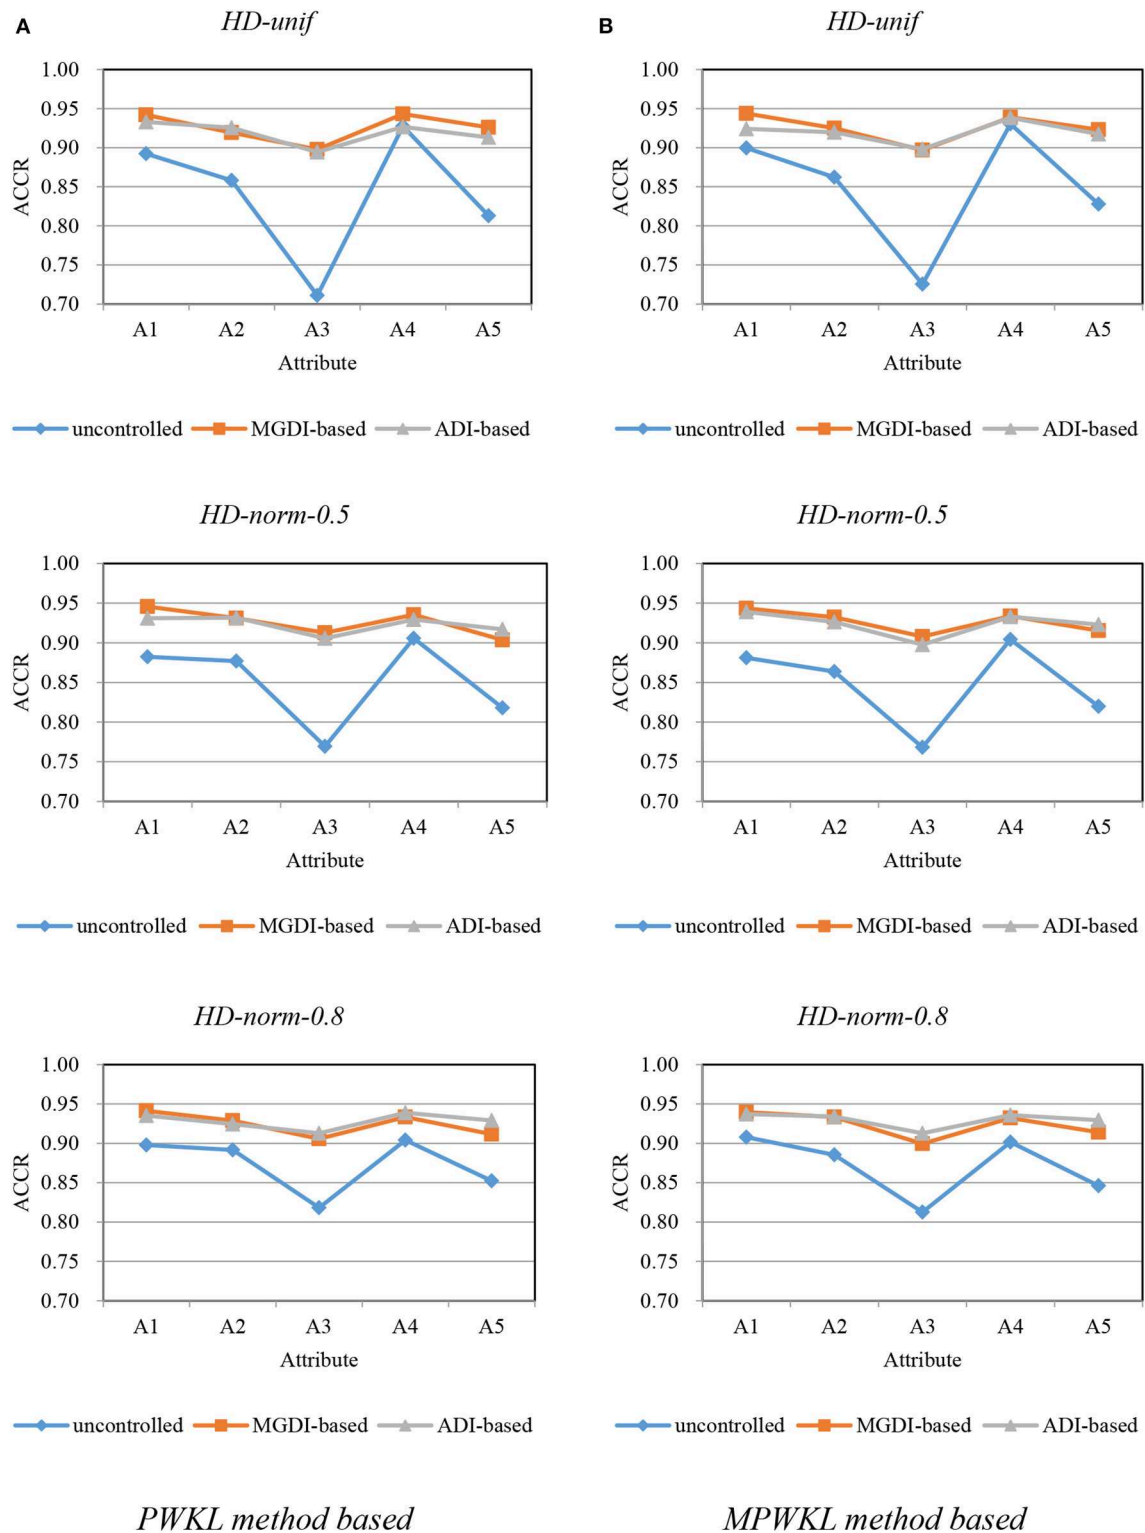 A
HD-unif
1.00
0.95
0.90
0.85
0.80
0.75
0.70
ACCR
A1 A2 A3 A4 A5
Attribute
uncontrolled MGDI-based ADI-based
HD-norm-0.5
1.00
0.95
0.90
0.85
0.80
0.75
0.70
ACCR
A1 A2 A3 A4 A5
Attribute
uncontrolled MGDI-based ADI-based
HD-norm-0.8
1.00
0.95
0.90
0.85
0.80
0.75
0.70
ACCR
A1 A2 A3 A4 A5
Attribute
uncontrolled MGDI-based ADI-based
PWKL method based
B
HD-unif
1.00
0.95
0.90
0.85
0.80
0.75
0.70
ACCR
A1 A2 A3 A4 A5
Attribute
uncontrolled MGDI-based ADI-based
HD-norm-0.5
1.00
0.95
0.90
0.85
0.80
0.75
0.70
ACCR
A1 A2 A3 A4 A5
Attribute
uncontrolled MGDI-based ADI-based
HD-norm-0.8
1.00
0.95
0.90
0.85
0.80
0.75
0.70
ACCR
A1 A2 A3 A4 A5
Attribute
uncontrolled MGDI-based ADI-based
MPWKL method based